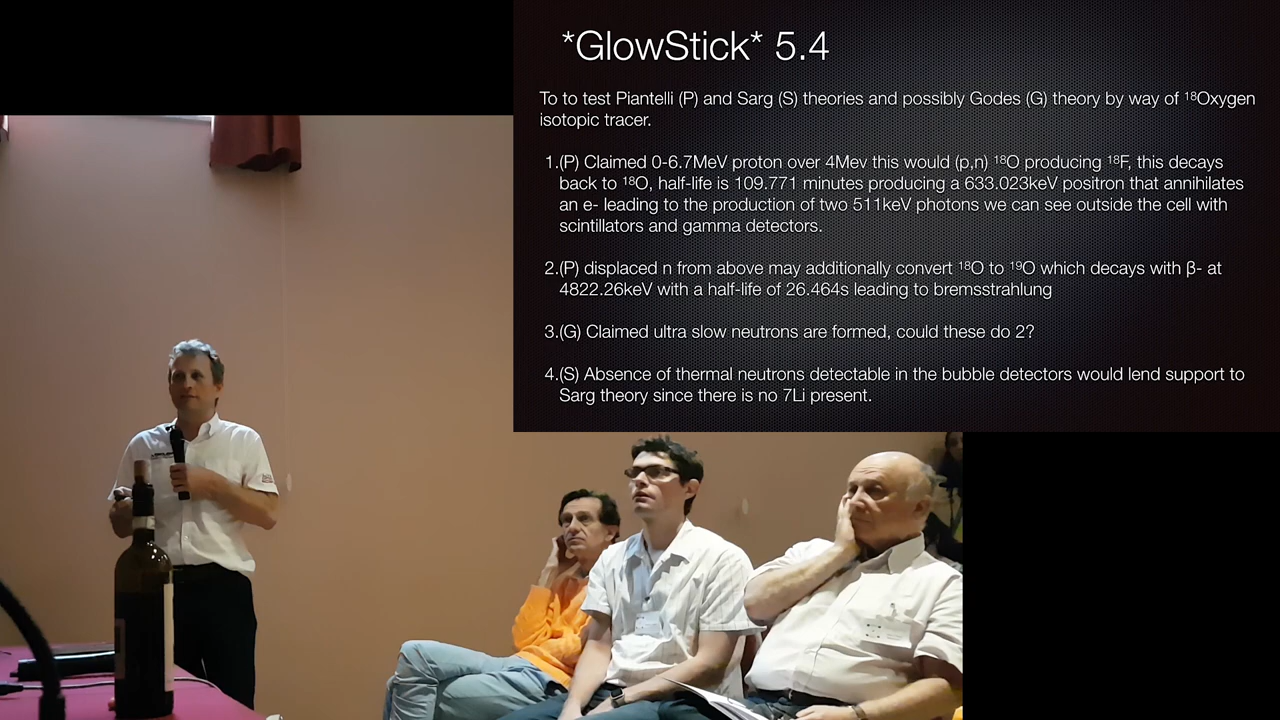 *GlowStick* 5.4
To to test Piantelli (P) and Sarg (S) theories and possibly Godes (G) theory by way of ¹⁸Oxygen
isotopic tracer.
1.(P) Claimed 0-6.7MeV proton over 4Mev this would (p,n) ¹⁸O producing ¹⁸F, this decays
back to ¹⁸O, half-life is 109.771 minutes producing a 633.023keV positron that annihilates
an e- leading to the production of two 511keV photons we can see outside the cell with
scintillators and gamma detectors.
2.(P) displaced n from above may additionally convert ¹⁸O to ¹⁹O which decays with β- at
4822.26keV with a half-life of 26.464s leading to bremsstrahlung
3.(G) Claimed ultra slow neutrons are formed, could these do 2?
4.(S) Absence of thermal neutrons detectable in the bubble detectors would lend support to
Sarg theory since there is no 7Li present.